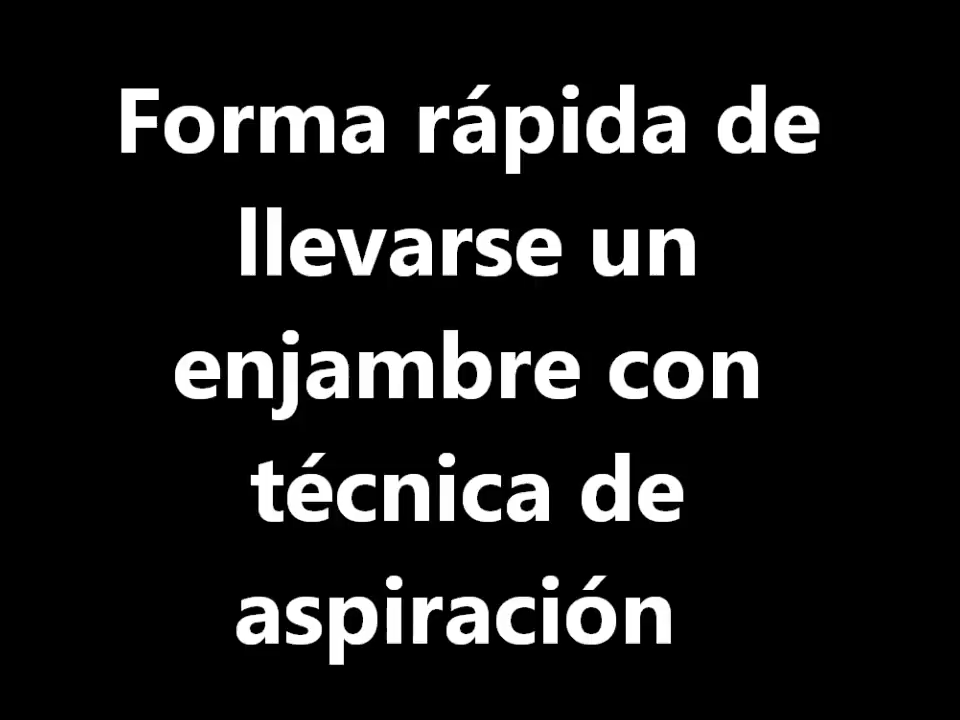 Forma rápida de
llevarse un
enjambre con
técnica de
aspiración